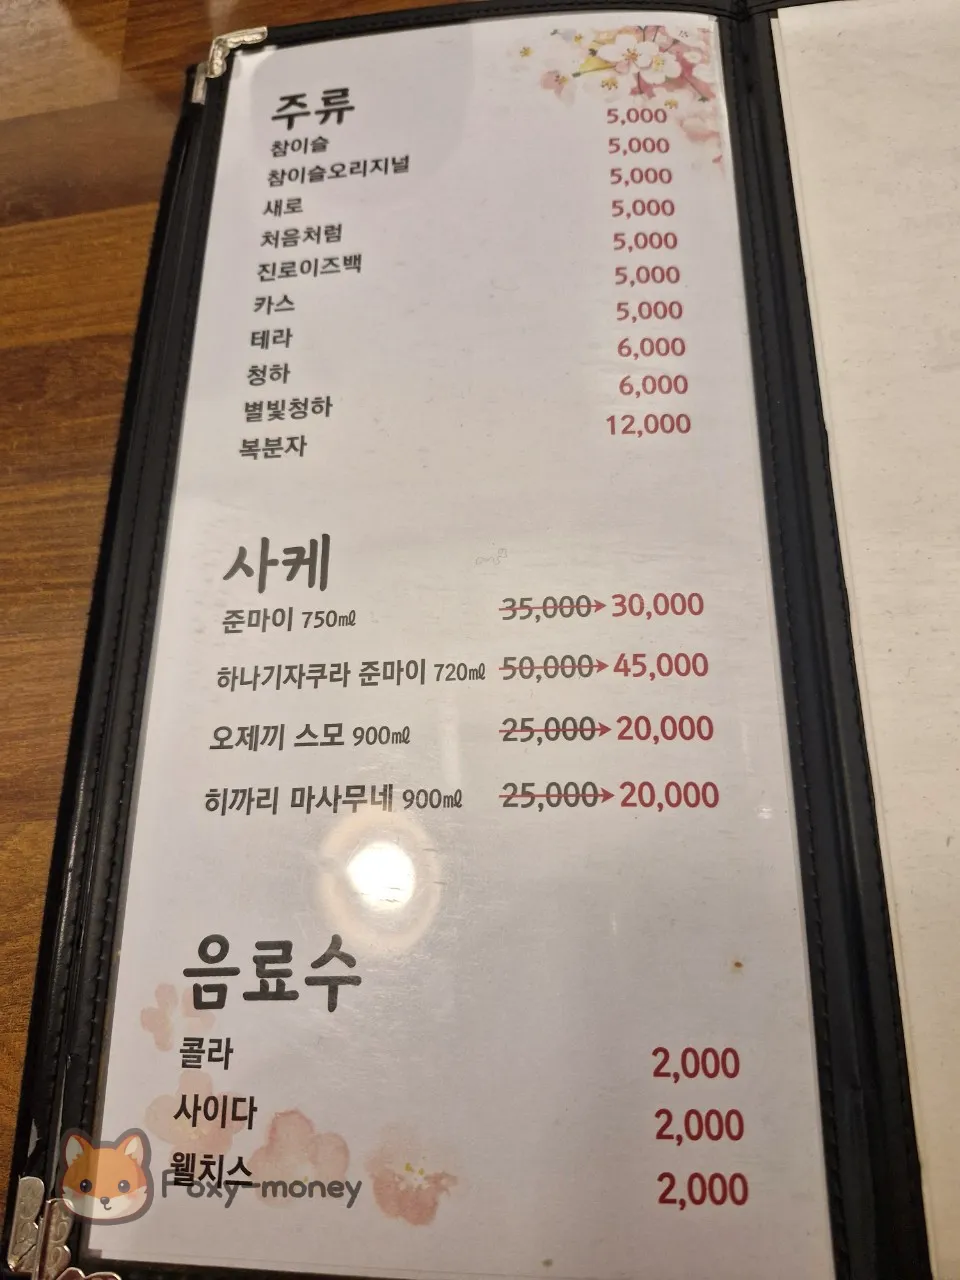 주류
참이슬 5,000
참이슬오리지널 5,000
새로 5,000
처음처럼 5,000
진로이즈백 5,000
카스 5,000
테라 5,000
청하 6,000
별빛청하 6,000
복분자 12,000
사케
준마이 750㎖ 35,000→30,000
하나기자쿠라 준마이 720㎖ 50,000→45,000
오제끼 스모 900㎖ 25,000→20,000
히까리 마사무네 900㎖ 25,000→20,000
음료수
콜라 2,000
사이다 2,000
웰치스 2,000
Foxy-money